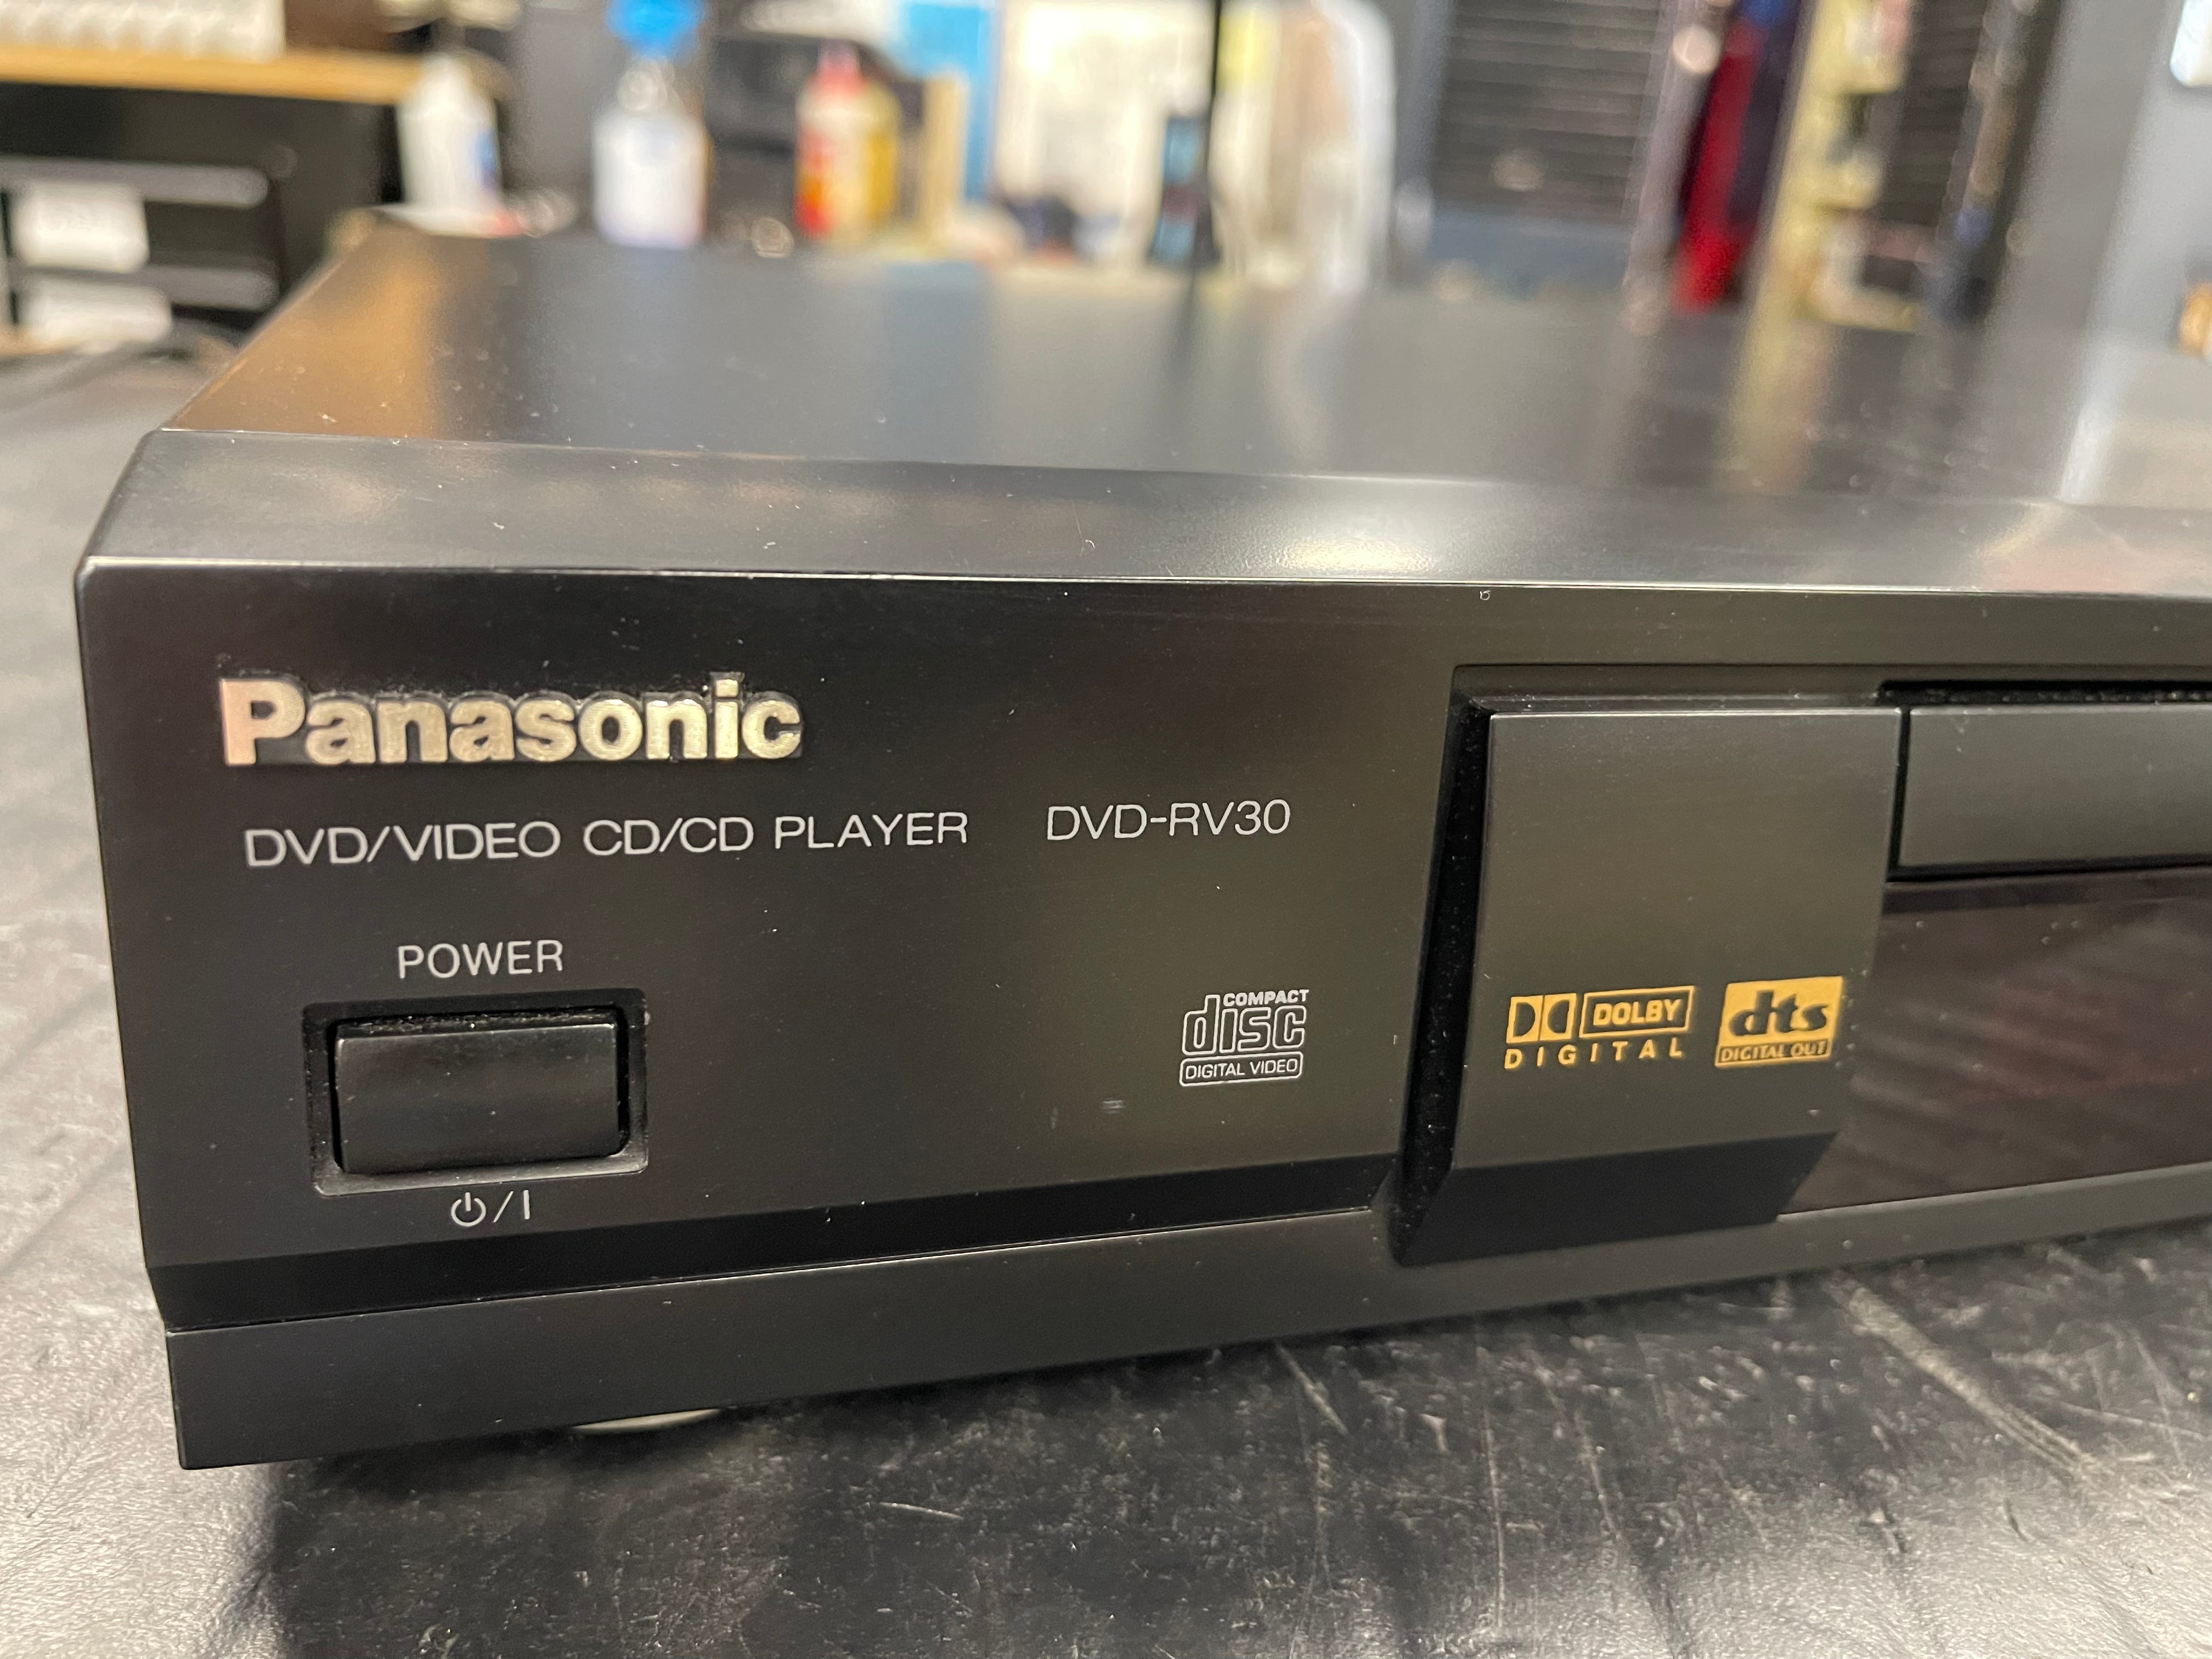 Panasonic
DVD/VIDEO CD/CD PLAYER DVD-RV30
POWER
⏻/I
COMPACT
disc
DIGITAL VIDEO
DOLBY
DIGITAL
dts
DIGITAL OUT